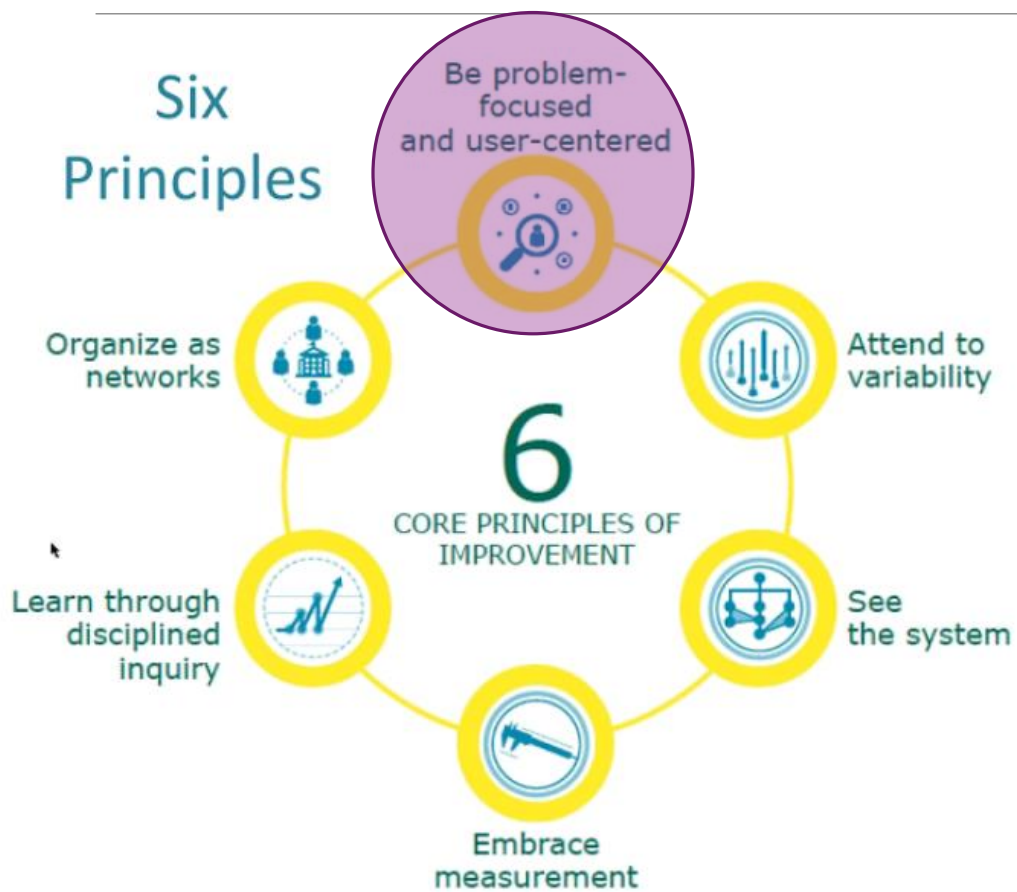 Six
Principles
Be problem-
focused
and user-centered
Attend to
variability
See
the system
Embrace
measurement
Learn through
disciplined
inquiry
Organize as
networks
6
CORE PRINCIPLES OF
IMPROVEMENT